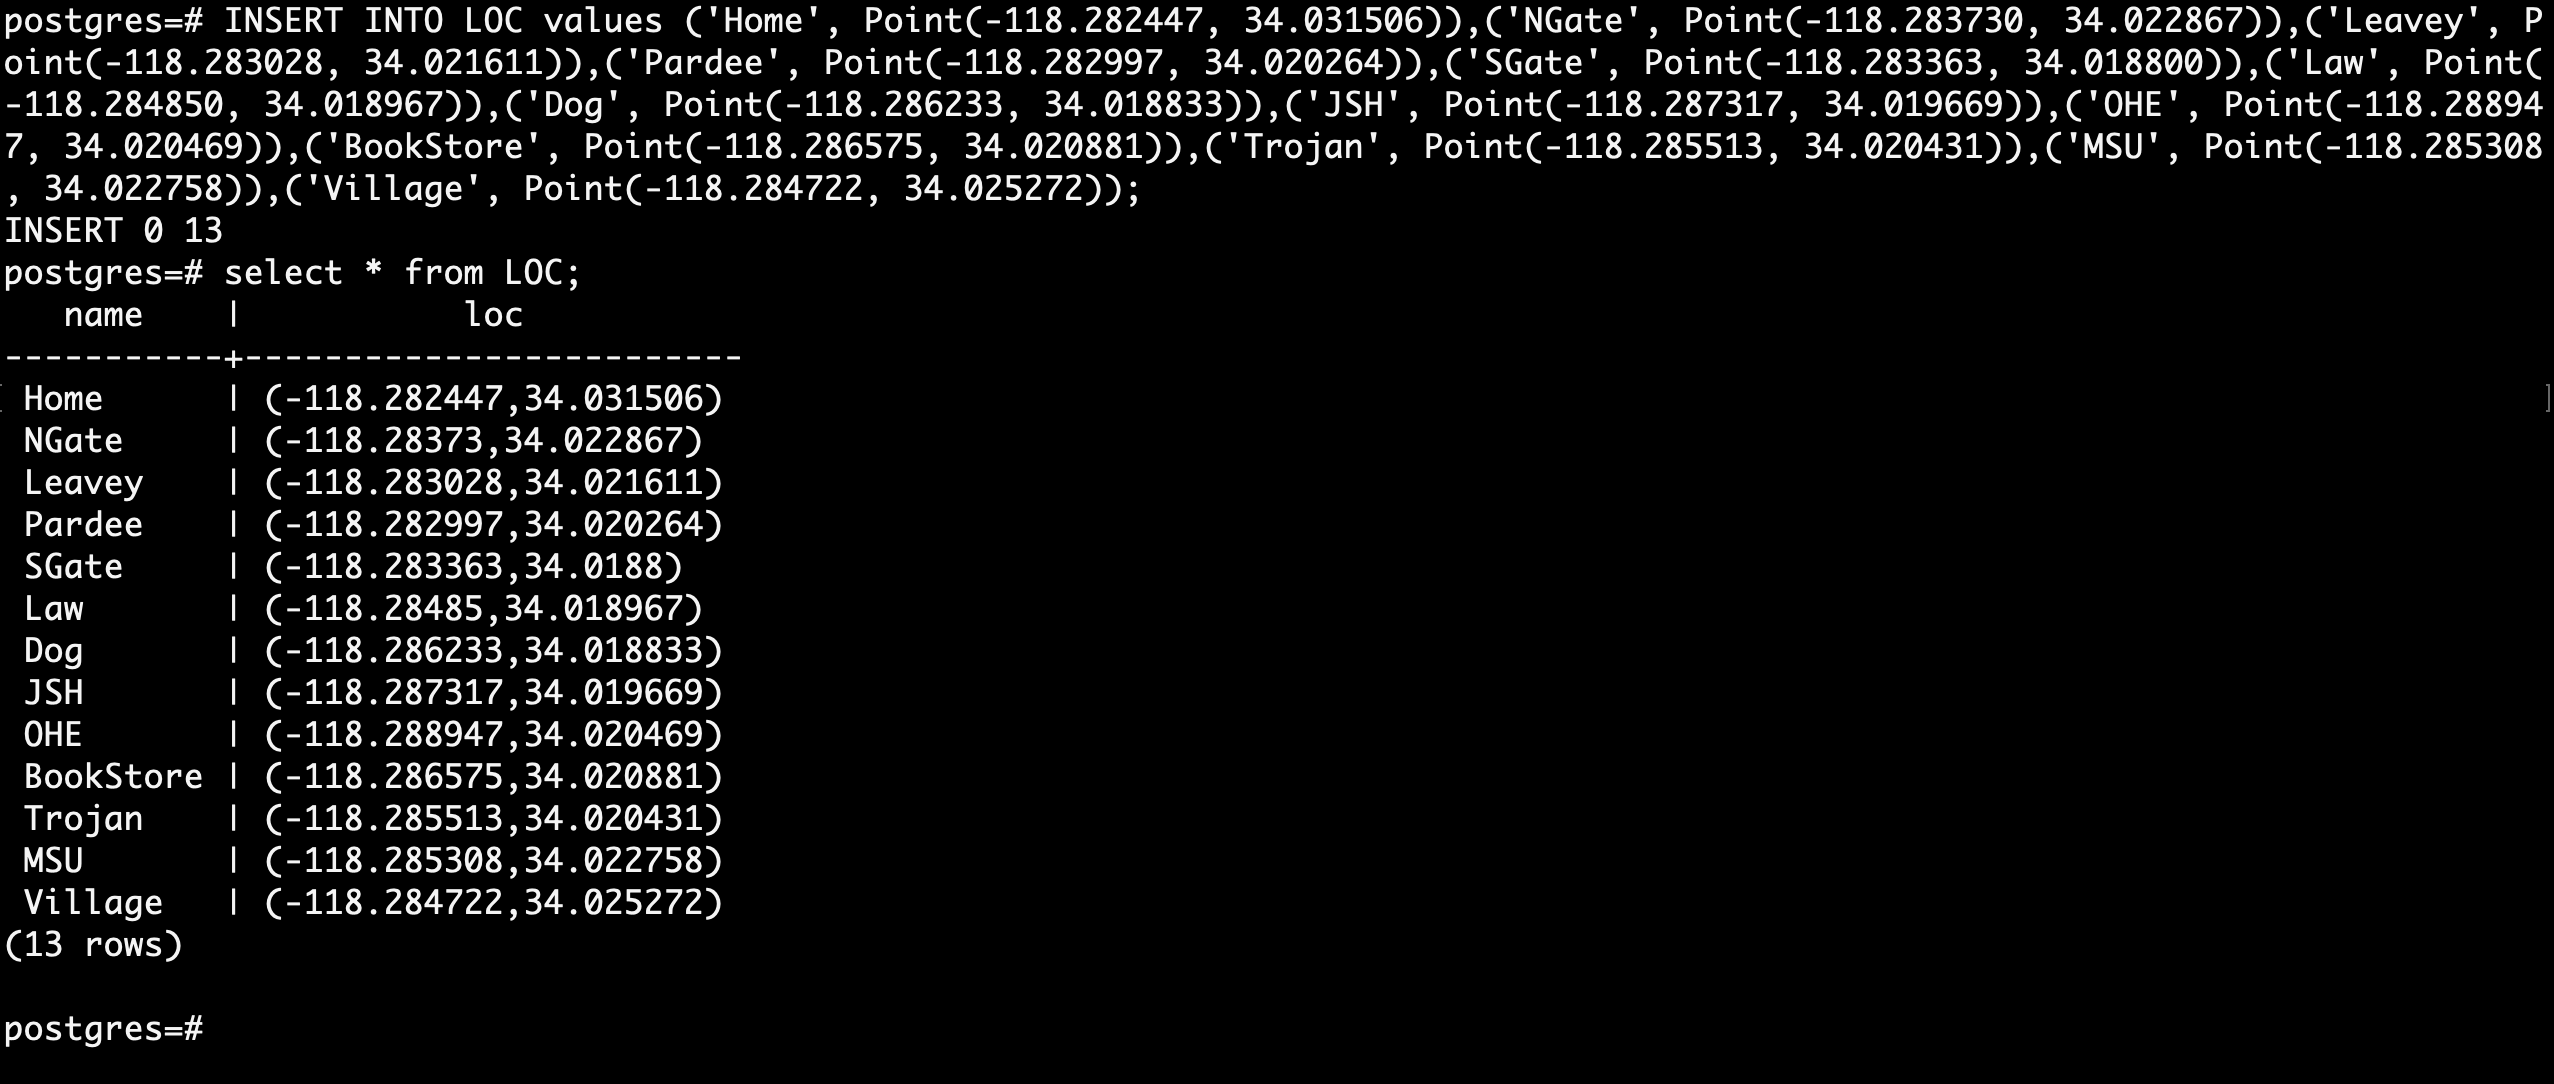 postgres=# INSERT INTO LOC values ('Home', Point(-118.282447, 34.031506)),('NGate', Point(-118.283730, 34.022867)),('Leavey', P
oint(-118.283028, 34.021611)),('Pardee', Point(-118.282997, 34.020264)),('SGate', Point(-118.283363, 34.018800)),('Law', Point(
-118.284850, 34.018967)),('Dog', Point(-118.286233, 34.018833)),('JSH', Point(-118.287317, 34.019669)),('OHE', Point(-118.28894
7, 34.020469)),('BookStore', Point(-118.286575, 34.020881)),('Trojan', Point(-118.285513, 34.020431)),('MSU', Point(-118.285308
, 34.022758)),('Village', Point(-118.284722, 34.025272));
INSERT 0 13
postgres=# select * from LOC;
   name    |           loc
-----------+-------------------------
 Home      | (-118.282447,34.031506)
 NGate     | (-118.28373,34.022867)
 Leavey    | (-118.283028,34.021611)
 Pardee    | (-118.282997,34.020264)
 SGate     | (-118.283363,34.0188)
 Law       | (-118.28485,34.018967)
 Dog       | (-118.286233,34.018833)
 JSH       | (-118.287317,34.019669)
 OHE       | (-118.288947,34.020469)
 BookStore | (-118.286575,34.020881)
 Trojan    | (-118.285513,34.020431)
 MSU       | (-118.285308,34.022758)
 Village   | (-118.284722,34.025272)
(13 rows)
postgres=#